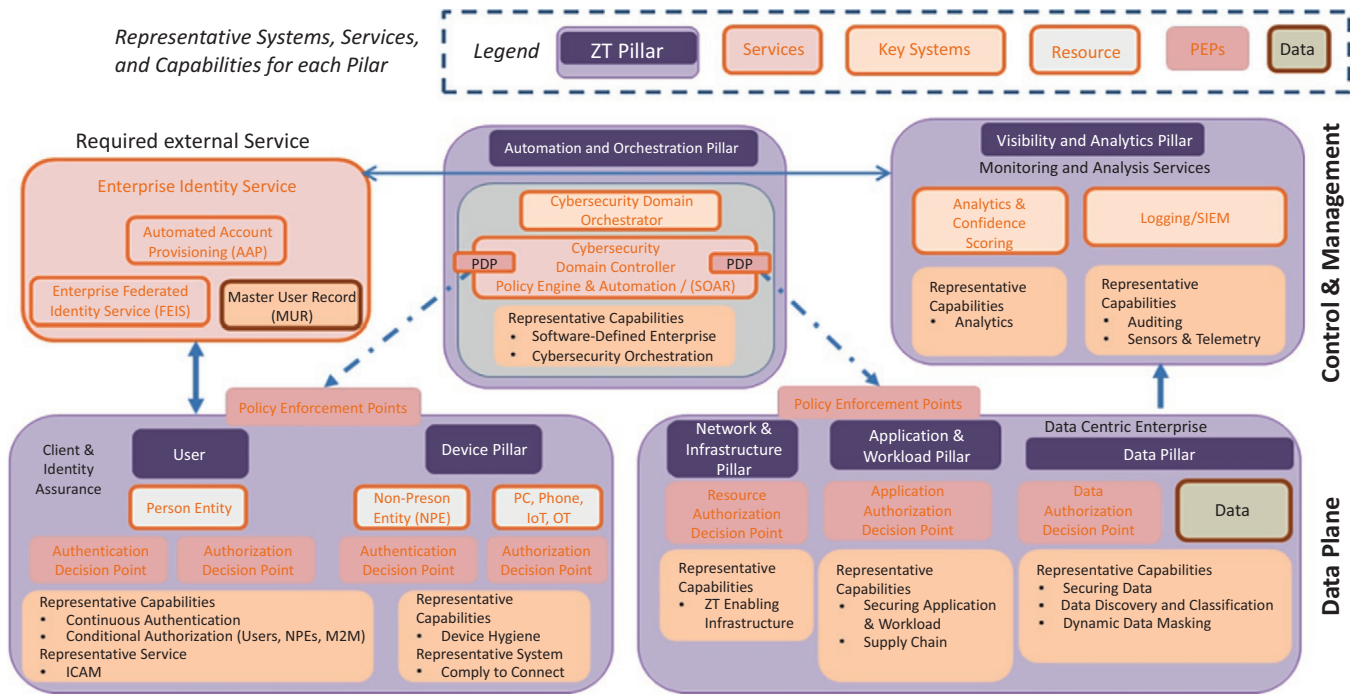 Representative Systems, Services,
and Capabilities for each Pilar
Legend
ZT Pillar
Services
Key Systems
Resource
PEPs
Data
Required external Service
Enterprise Identity Service
Automated Account
Provisioning (AAP)
Enterprise Federated
Identity Service (FEIS)
Master User Record
(MUR)
Automation and Orchestration Pillar
Cybersecurity Domain
Orchestrator
PDP
Cybersecurity
Domain Controller
Policy Engine & Automation / (SOAR)
PDP
Representative Capabilities
• Software-Defined Enterprise
• Cybersecurity Orchestration
Visibility and Analytics Pillar
Monitoring and Analysis Services
Analytics &
Confidence
Scoring
Logging/SIEM
Representative
Capabilities
• Analytics
Representative
Capabilities
• Auditing
• Sensors & Telemetry
Control & Management
Policy Enforcement Points
Client &
Identity
Assurance
User
Device Pillar
Person Entity
Non-Preson
Entity (NPE)
PC, Phone,
IoT, OT
Authentication
Decision Point
Authorization
Decision Point
Authentication
Decision Point
Authorization
Decision Point
Representative Capabilities
• Continuous Authentication
• Conditional Authorization (Users, NPEs, M2M)
Representative Service
• ICAM
Representative
Capabilities
• Device Hygiene
Representative System
• Comply to Connect
Policy Enforcement Points
Network &
Infrastructure
Pillar
Application &
Workload Pillar
Data Centric Enterprise
Data Pillar
Resource
Authorization
Decision Point
Application
Authorization
Decision Point
Data
Authorization
Decision Point
Data
Representative
Capabilities
• ZT Enabling
Infrastructure
Representative
Capabilities
• Securing Application
& Workload
• Supply Chain
Representative Capabilities
• Securing Data
• Data Discovery and Classification
• Dynamic Data Masking
Data Plane